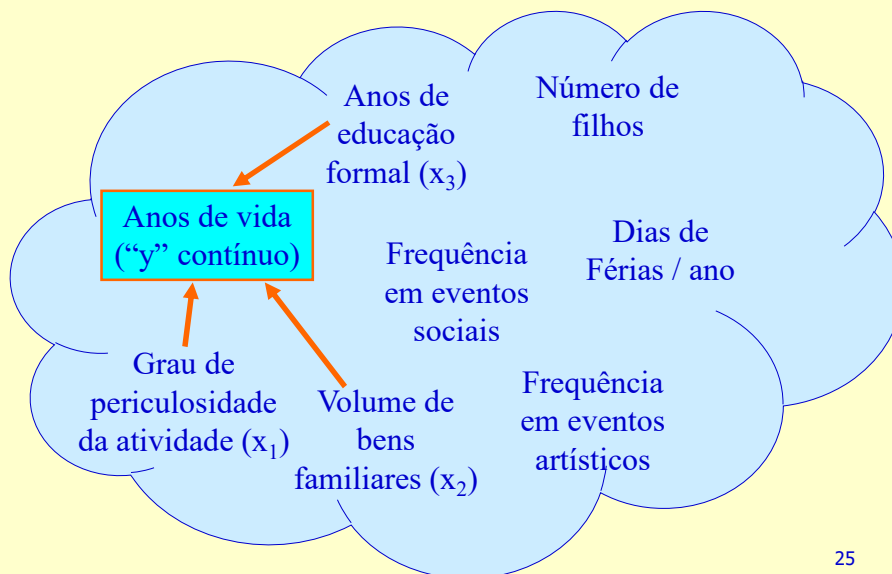 Anos de
educação
formal (x₃)
Número de
filhos
Anos de vida
(“y” contínuo)
Frequência
em eventos
sociais
Dias de
Férias / ano
Grau de
periculosidade
da atividade (x₁)
Volume de
bens
familiares (x₂)
Frequência
em eventos
artísticos
25